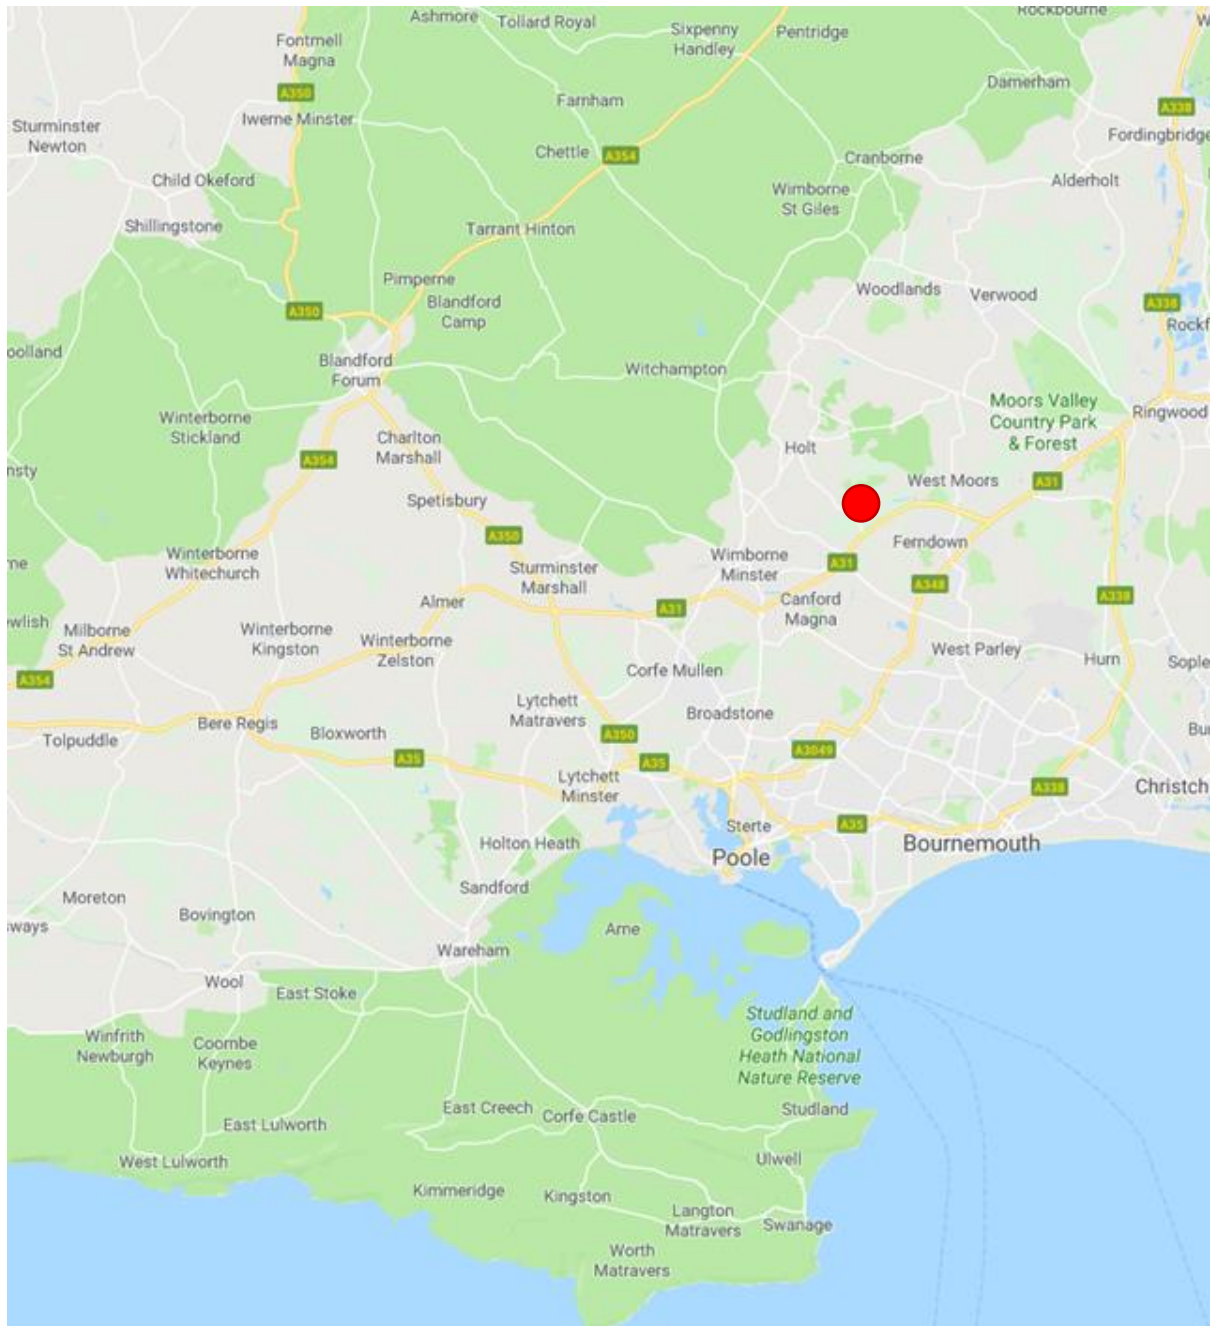 Ashmore
Tollard Royal
Rockbourne
Sixpenny
Handley
Pentridge
Fontmell
Magna
A350
Iwerne Minster
Damerham
A338
Farnham
Sturminster
Newton
Fordingbridge
Chettle
A354
Cranborne
Child Okeford
Alderholt
Wimborne
St Giles
Shillingstone
Tarrant Hinton
Pimperne
Blandford
Camp
Woodlands
Verwood
A350
A338
Rockf
oolland
Blandford
Forum
Witchampton
Moors Valley
Country Park
& Forest
Ringwood
Winterborne
Stickland
Charlton
Marshall
Holt
A354
nsty
West Moors
A31
Spetisbury
A350
Ferndown
Winterborne
Whitechurch
Wimborne
Minster
A31
me
Sturminster
Marshall
A348
A338
Almer
A31
Canford
Magna
ewlish
Milborne
St Andrew
Winterborne
Kingston
Winterborne
Zelston
West Parley
Hurn
Sople
A354
Corfe Mullen
Lytchett
Matravers
Broadstone
Bere Regis
Bloxworth
A350
Bu
Tolpuddle
A35
A35
A3049
Lytchett
Minster
A338
Christch
Sterte
A35
Holton Heath
Poole
Bournemouth
Sandford
Moreton
Bovington
sways
Arne
Wareham
Wool
East Stoke
Studland and
Godlingston
Heath National
Nature Reserve
Winfrith
Newburgh
Coombe
Keynes
East Creech
Corfe Castle
Studland
East Lulworth
West Lulworth
Ulwell
Kimmeridge
Kingston
Langton
Matravers
Swanage
Worth
Matravers